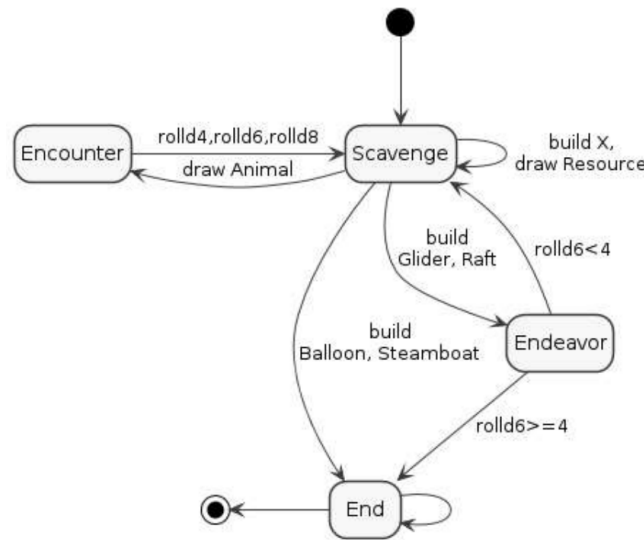 rolld4,rolld6,rolld8
Encounter
Scavenge
draw Animal
build X,
draw Resource
build
Glider, Raft
rolld6<4
build
Balloon, Steamboat
Endeavor
rolld6>=4
End